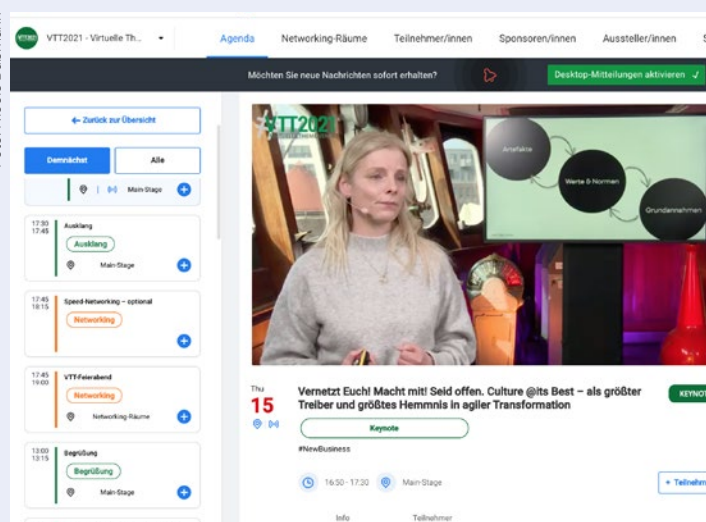 VTT2021 - Virtuelle Th...
Agenda
Networking-Räume
Teilnehmer/innen
Sponsoren/innen
Aussteller/innen
S
Möchten Sie neue Nachrichten sofort erhalten?
Desktop-Mitteilungen aktivieren ✓
← Zurück zur Übersicht
Demnächst
Alle
Main-Stage
17:30
17:45
Ausklang
Ausklang
Main-Stage
17:45
18:15
Speed-Networking – optional
Networking
17:45
19:00
VTT-Feierabend
Networking
Networking-Räume
13:00
13:15
Begrüßung
Begrüßung
Main-Stage
#VTT2021
Artefakte
Werte & Normen
Grundannehmen
Thu
15
Vernetzt Euch! Macht mit! Seid offen. Culture @its Best – als größter
Treiber und größtes Hemmnis in agiler Transformation
KEYNOT
Keynote
#NewBusiness
16:50 - 17:30
Main-Stage
+ Teilnehm
Info
Teilnehmer